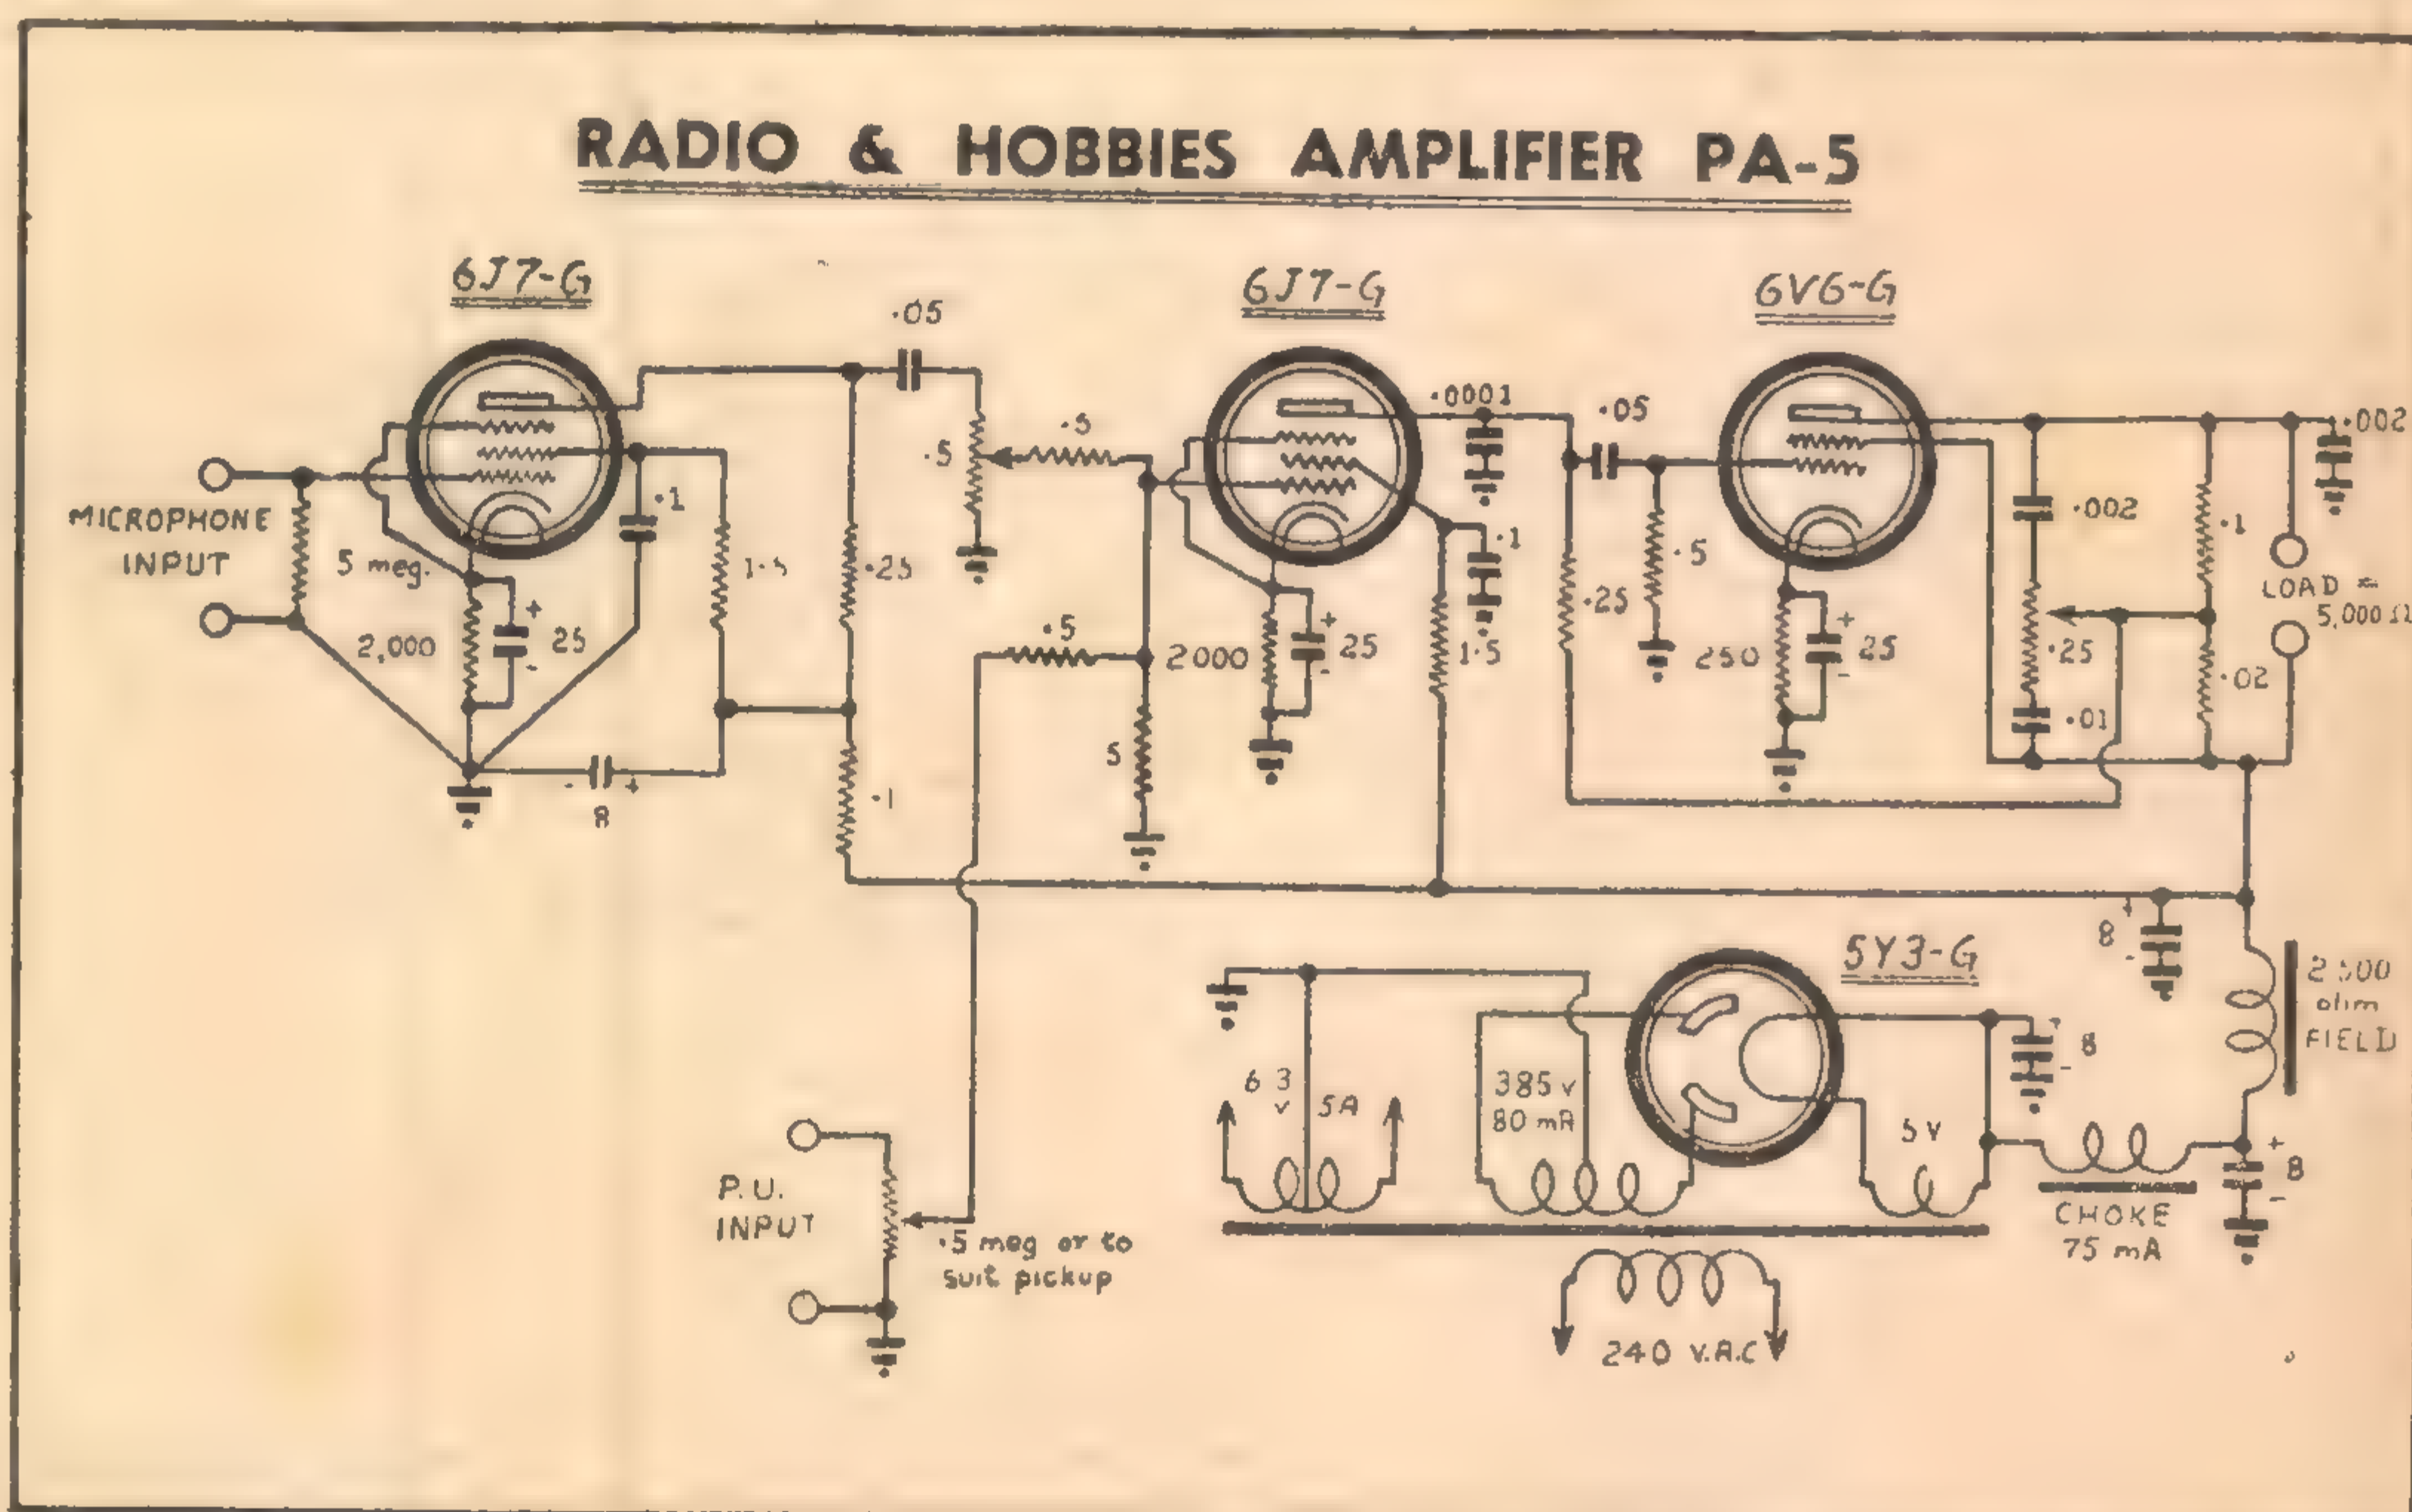 RADIO & HOBBIES AMPLIFIER PA-5
6J7-G
6J7-G
6V6-G
.05
.0001
.05
.002
.5
.5
.1
.1
.002
.1
MICROPHONE
INPUT
5 meg.
.25
.25
.5
LOAD =
5,000 Ω
2,000
+
25
-
.5
2000
+
25
-
1.5
250
+
25
-
.25
.02
.01
5
.1
- +
8
5Y3-G
+
8
-
ohm
FIELD
6 3
v
5A
385 v
80 mA
5 V
8
-
+
8
-
CHOKE
75 mA
P.U.
INPUT
.5 meg or to
suit pickup
240 V.A.C